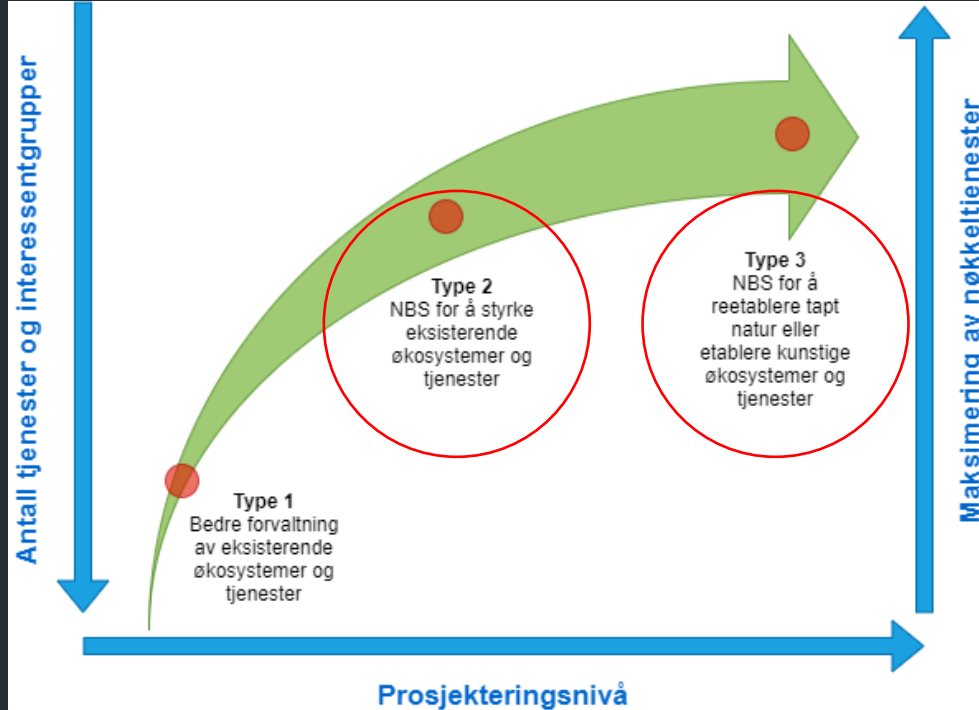 Antall tjenester og interessentgrupper
Type 1
Bedre forvaltning
av eksisterende
økosystemer og
tjenester
Type 2
NBS for å styrke
eksisterende
økosystemer og
tjenester
Type 3
NBS for å
reetablere tapt
natur eller
etablere kunstige
økosystemer og
tjenester
Maksimering av nøkkeltjenester
Prosjekteringsnivå